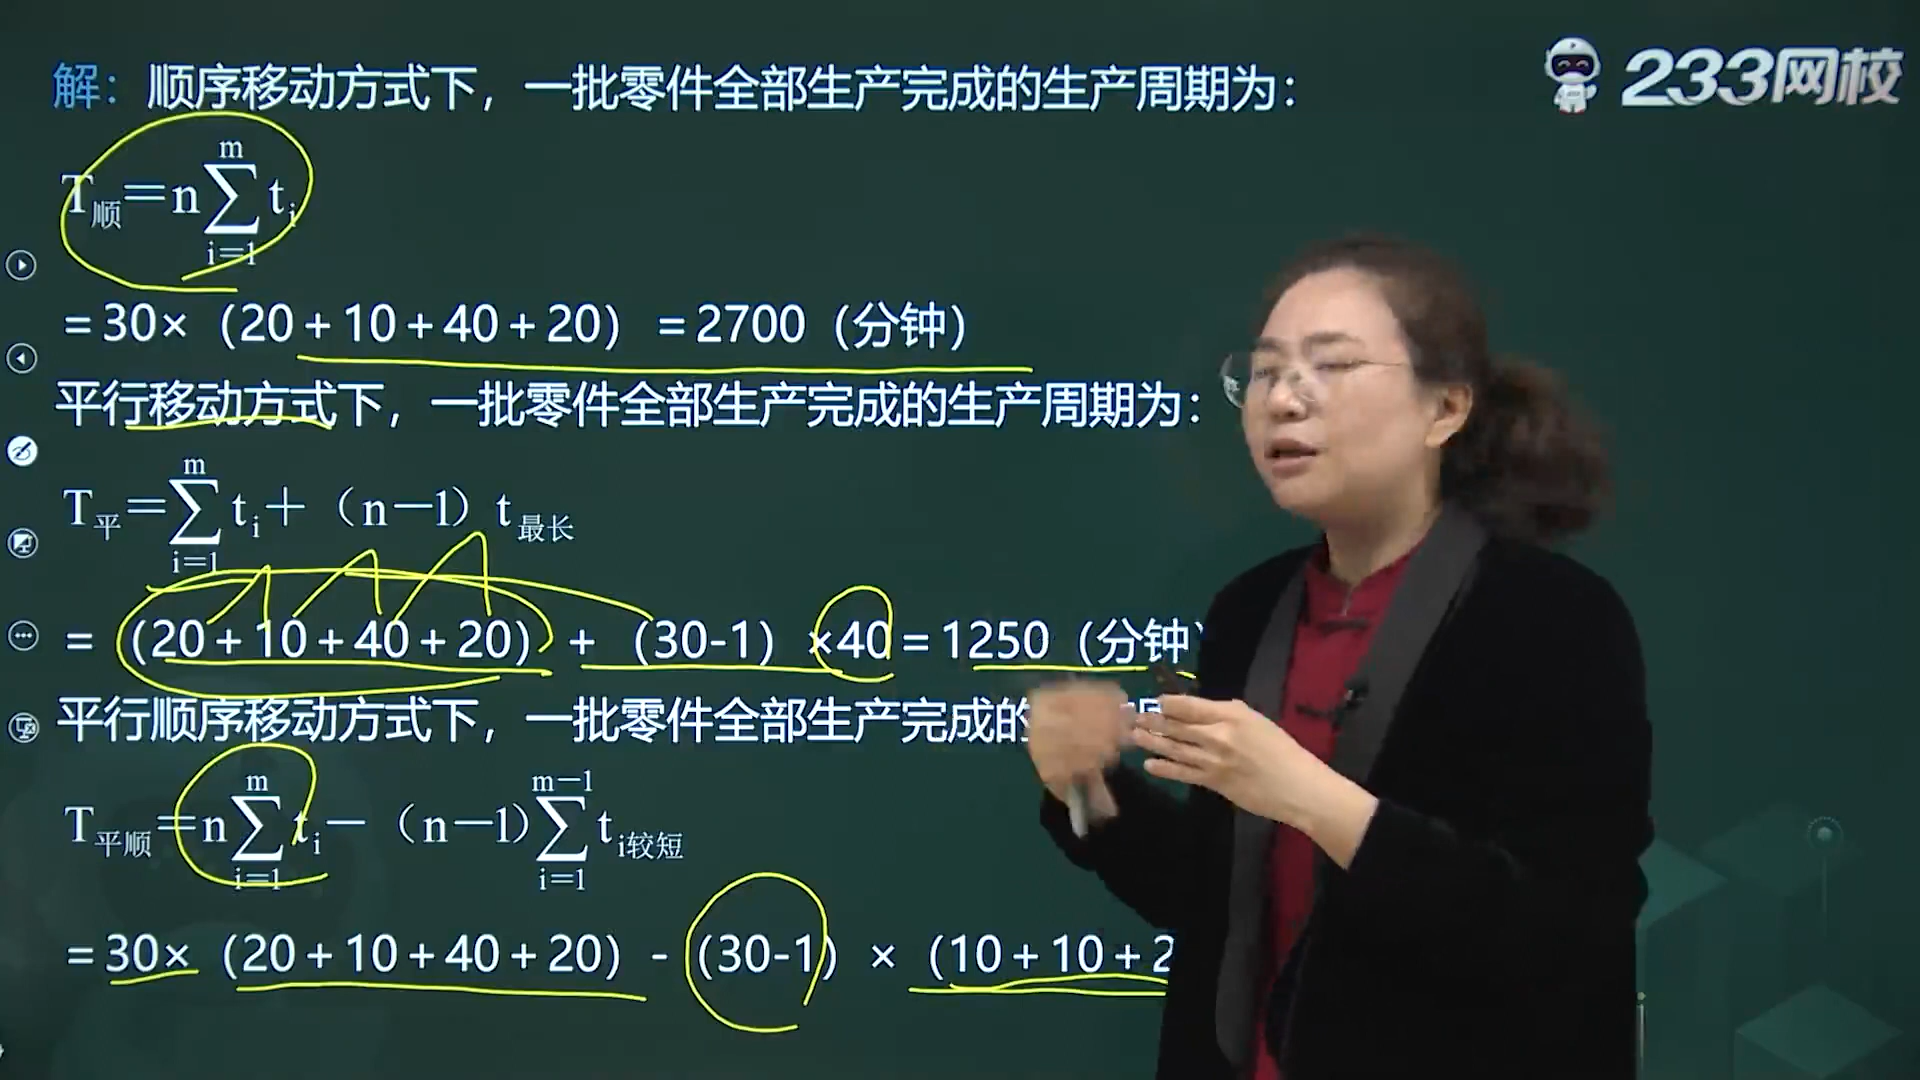 233网校
解：顺序移动方式下，一批零件全部生产完成的生产周期为：
m
T顺＝n∑ti
i＝1
＝30×（20＋10＋40＋20）＝2700（分钟）
平行移动方式下，一批零件全部生产完成的生产周期为：
m
T平＝∑ti＋（n－1）t最长
i＝1
＝（20＋10＋40＋20）＋（30-1）×40＝1250（分钟）
平行顺序移动方式下，一批零件全部生产完成的
m m－1
T平顺＝n∑ti－（n－1）∑ti较短
i＝1 i＝1
＝30×（20＋10＋40＋20）-（30-1）×（10＋10＋2